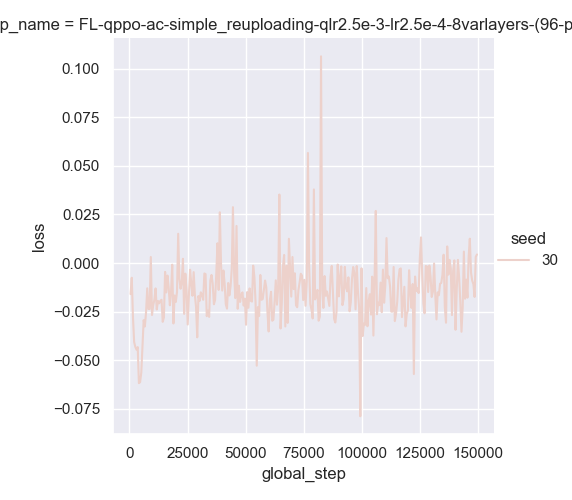 p_name = FL-qppo-ac-simple_reuploading-qlr2.5e-3-lr2.5e-4-8varlayers-(96-p
0.100
0.075
0.050
0.025
0.000
−0.025
−0.050
−0.075
loss
0 25000 50000 75000 100000 125000 150000
global_step
seed
30